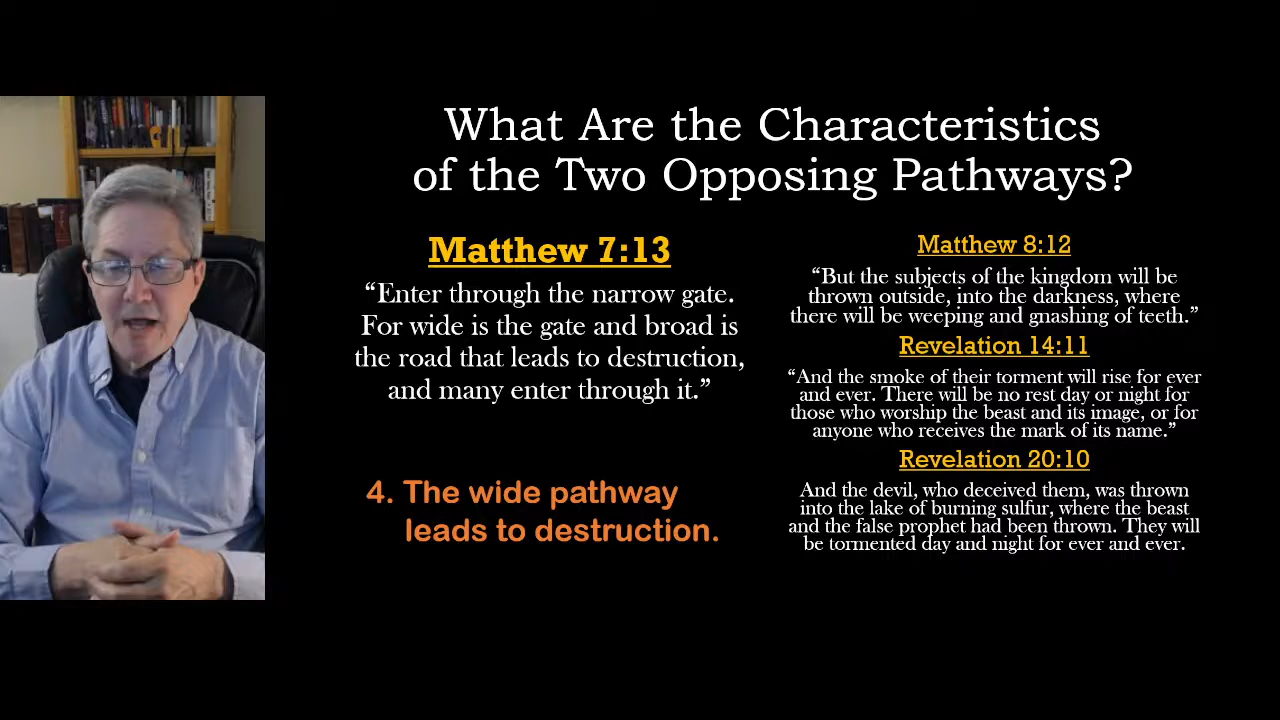 What Are the Characteristics
of the Two Opposing Pathways?
Matthew 7:13
“Enter through the narrow gate.
For wide is the gate and broad is
the road that leads to destruction,
and many enter through it.”
4. The wide pathway
leads to destruction.
Matthew 8:12
“But the subjects of the kingdom will be
thrown outside, into the darkness, where
there will be weeping and gnashing of teeth.”
Revelation 14:11
“And the smoke of their torment will rise for ever
and ever. There will be no rest day or night for
those who worship the beast and its image, or for
anyone who receives the mark of its name.”
Revelation 20:10
And the devil, who deceived them, was thrown
into the lake of burning sulfur, where the beast
and the false prophet had been thrown. They will
be tormented day and night for ever and ever.